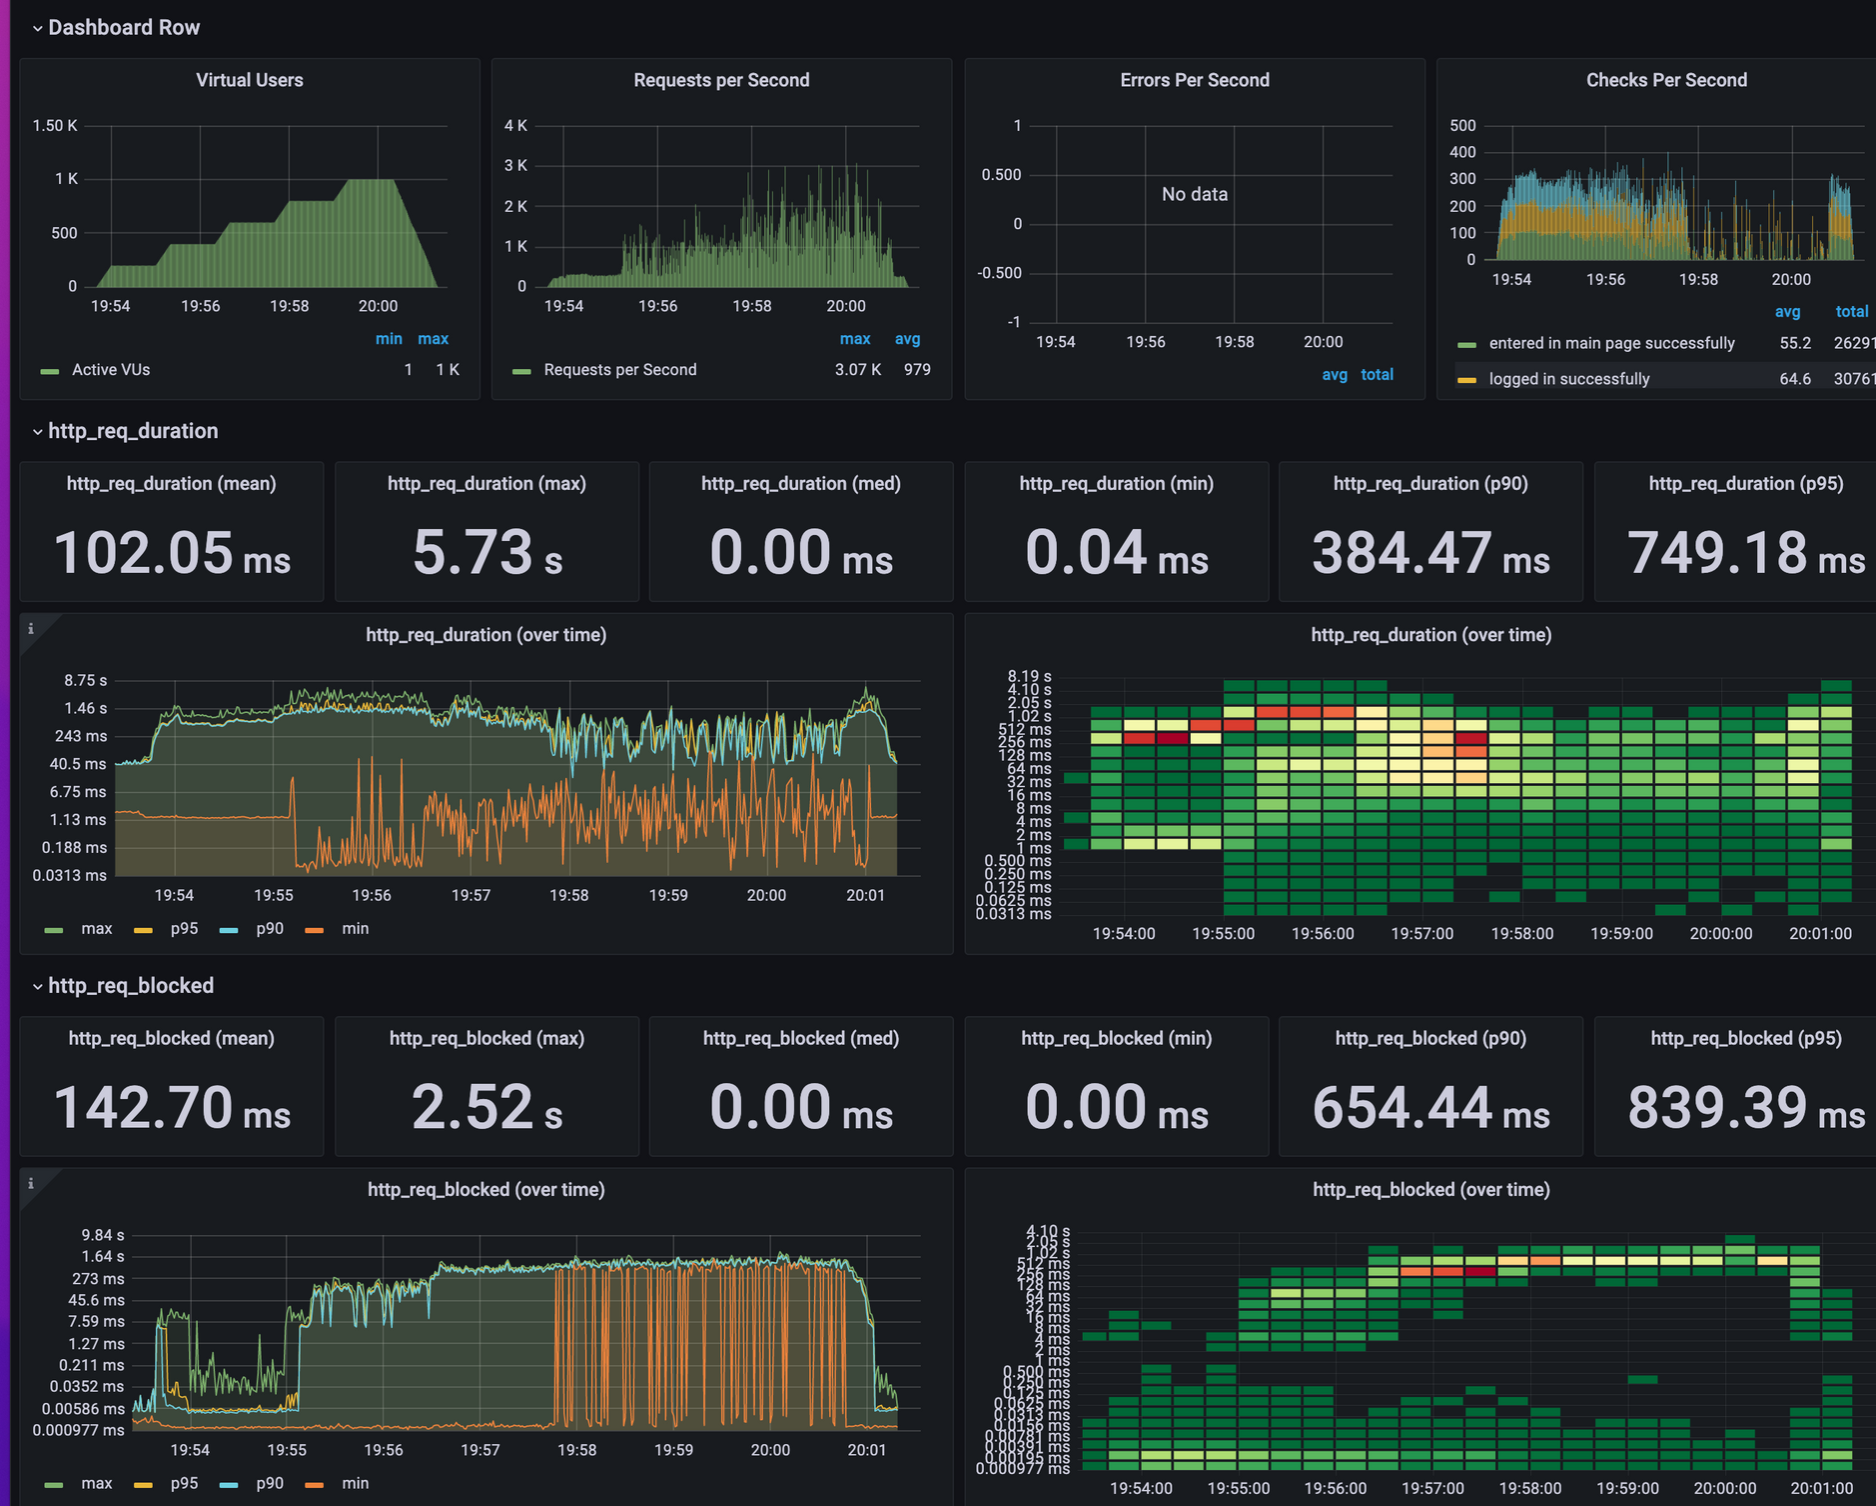 Dashboard Row
Virtual Users
1.50 K
1 K
500
0
19:54 19:56 19:58 20:00
min max
Active VUs 1 1 K
Requests per Second
4 K
3 K
2 K
1 K
0
19:54 19:56 19:58 20:00
max avg
Requests per Second 3.07 K 979
Errors Per Second
1
0.500
0
-0.500
-1
No data
19:54 19:56 19:58 20:00
avg total
Checks Per Second
500
400
300
200
100
0
19:54 19:56 19:58 20:00
avg total
entered in main page successfully 55.2 26291
logged in successfully 64.6 30761
http_req_duration
http_req_duration (mean)
102.05 ms
http_req_duration (max)
5.73 s
http_req_duration (med)
0.00 ms
http_req_duration (min)
0.04 ms
http_req_duration (p90)
384.47 ms
http_req_duration (p95)
749.18 ms
i
http_req_duration (over time)
8.75 s
1.46 s
243 ms
40.5 ms
6.75 ms
1.13 ms
0.188 ms
0.0313 ms
19:54 19:55 19:56 19:57 19:58 19:59 20:00 20:01
max p95 p90 min
http_req_duration (over time)
8.19 s
4.10 s
2.05 s
1.02 s
512 ms
256 ms
128 ms
64 ms
32 ms
16 ms
8 ms
4 ms
2 ms
1 ms
0.500 ms
0.250 ms
0.125 ms
0.0625 ms
0.0313 ms
19:54:00 19:55:00 19:56:00 19:57:00 19:58:00 19:59:00 20:00:00 20:01:00
http_req_blocked
http_req_blocked (mean)
142.70 ms
http_req_blocked (max)
2.52 s
http_req_blocked (med)
0.00 ms
http_req_blocked (min)
0.00 ms
http_req_blocked (p90)
654.44 ms
http_req_blocked (p95)
839.39 ms
i
http_req_blocked (over time)
9.84 s
1.64 s
273 ms
45.6 ms
7.59 ms
1.27 ms
0.211 ms
0.0352 ms
0.00586 ms
0.000977 ms
19:54 19:55 19:56 19:57 19:58 19:59 20:00 20:01
max p95 p90 min
http_req_blocked (over time)
4.10 s
2.05 s
1.02 s
512 ms
256 ms
128 ms
64 ms
32 ms
16 ms
8 ms
4 ms
2 ms
1 ms
0.500 ms
0.250 ms
0.125 ms
0.0625 ms
0.0313 ms
0.0156 ms
0.00781 ms
0.00391 ms
0.00195 ms
0.000977 ms
19:54:00 19:55:00 19:56:00 19:57:00 19:58:00 19:59:00 20:00:00 20:01:00